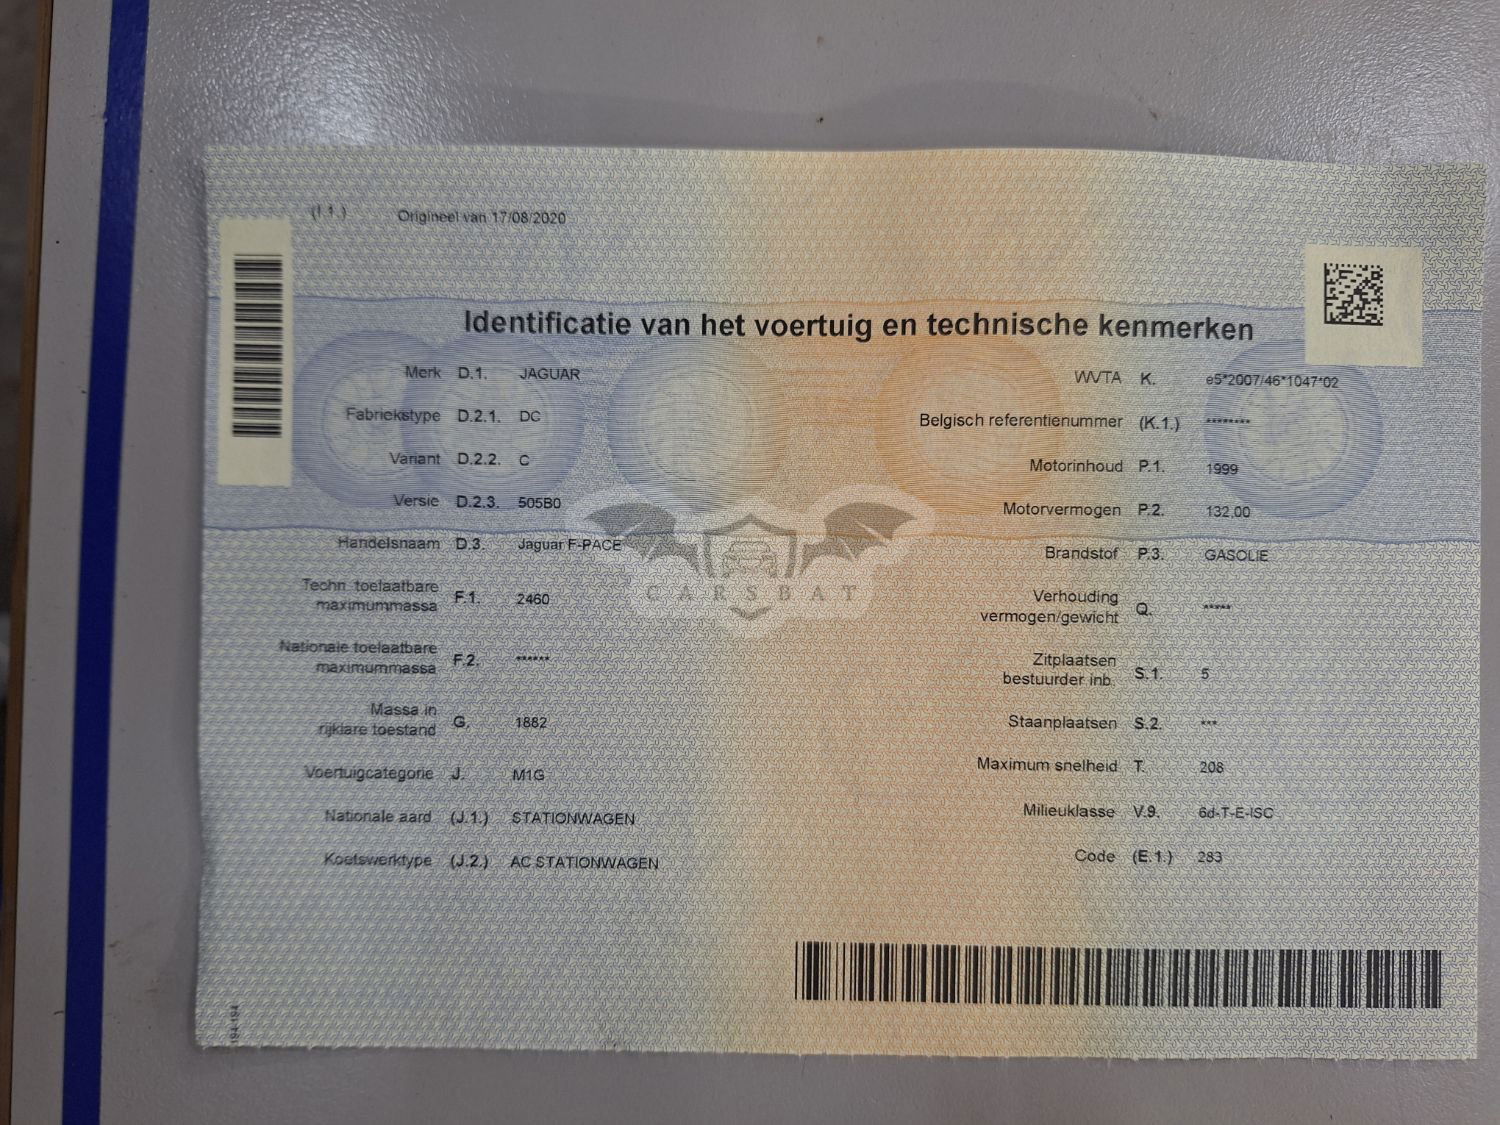 (I.1.) Origineel van 17/08/2020
Identificatie van het voertuig en technische kenmerken
Merk D.1. JAGUAR
Fabriekstype D.2.1. DC
Variant D.2.2. C
Versie D.2.3. 505B0
Handelsnaam D.3. Jaguar F-PACE
Techn. toelaatbare
maximummassa F.1. 2460
Nationale toelaatbare
maximummassa F.2. ******
Massa in
rijklare toestand G. 1882
Voertuigcategorie J. M1G
Nationale aard (J.1.) STATIONWAGEN
Koetswerktype (J.2.) AC STATIONWAGEN
WVTA K. e5*2007/46*1047*02
Belgisch referentienummer (K.1.) ********
Motorinhoud P.1. 1999
Motorvermogen P.2. 132.00
Brandstof P.3. GASOLIE
Verhouding
vermogen/gewicht Q. *****
Zitplaatsen
bestuurder inb. S.1. 5
Staanplaatsen S.2. ***
Maximum snelheid T. 208
Milieuklasse V.9. 6d-T-E-ISC
Code (E.1.) 283
CARSBAT
194-194